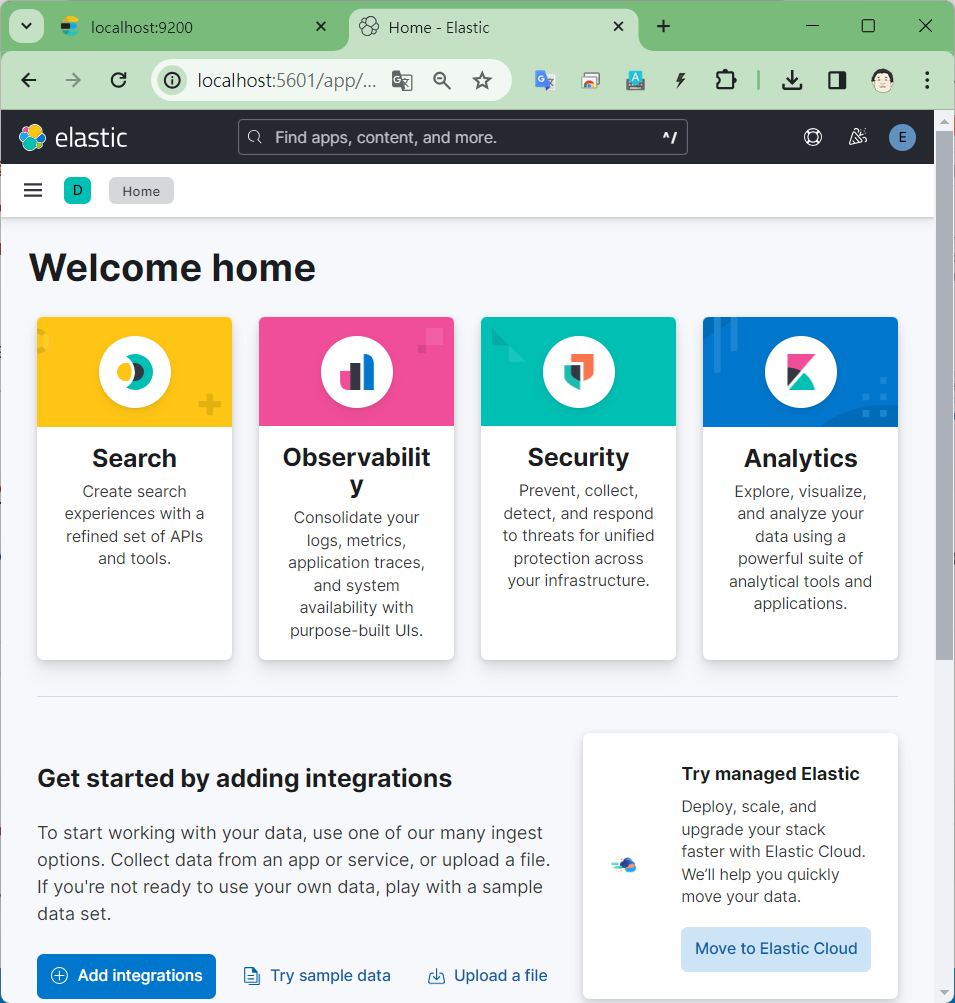 localhost:9200
Home - Elastic
localhost:5601/app/...
elastic
Find apps, content, and more.
^/
E
D
Home
Welcome home
Search
Create search
experiences with a
refined set of APIs
and tools.
Observabilit
y
Consolidate your
logs, metrics,
application traces,
and system
availability with
purpose-built UIs.
Security
Prevent, collect,
detect, and respond
to threats for unified
protection across
your infrastructure.
Analytics
Explore, visualize,
and analyze your
data using a
powerful suite of
analytical tools and
applications.
Get started by adding integrations
To start working with your data, use one of our many ingest
options. Collect data from an app or service, or upload a file.
If you're not ready to use your own data, play with a sample
data set.
Add integrations
Try sample data
Upload a file
Try managed Elastic
Deploy, scale, and
upgrade your stack
faster with Elastic Cloud.
We’ll help you quickly
move your data.
Move to Elastic Cloud